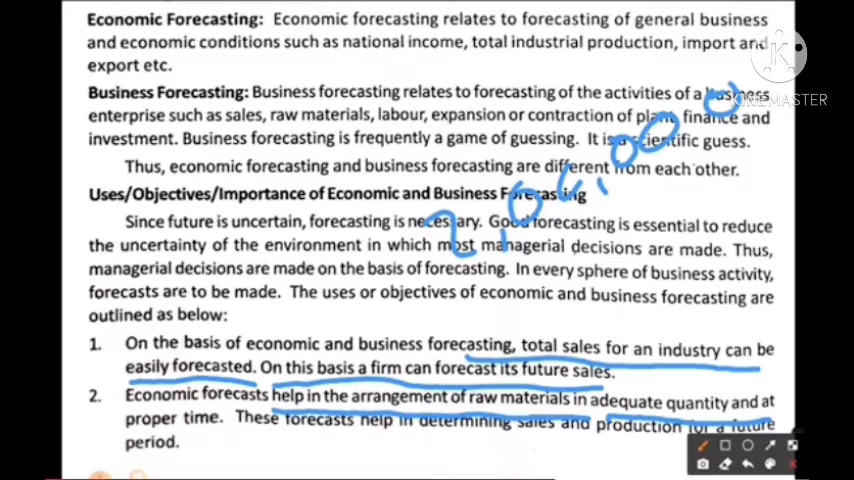 Economic Forecasting: Economic forecasting relates to forecasting of general business
and economic conditions such as national income, total industrial production, import and
export etc.
KINEMASTER
Business Forecasting: Business forecasting relates to forecasting of the activities of a business
enterprise such as sales, raw materials, labour, expansion or contraction of plant, finance and
investment. Business forecasting is frequently a game of guessing. It is a scientific guess.
Thus, economic forecasting and business forecasting are different from each other.
Uses/Objectives/Importance of Economic and Business Forecasting
Since future is uncertain, forecasting is necessary. Good forecasting is essential to reduce
the uncertainty of the environment in which most managerial decisions are made. Thus,
managerial decisions are made on the basis of forecasting. In every sphere of business activity,
forecasts are to be made. The uses or objectives of economic and business forecasting are
outlined as below:
1. On the basis of economic and business forecasting, total sales for an industry can be
easily forecasted. On this basis a firm can forecast its future sales.
2. Economic forecasts help in the arrangement of raw materials in adequate quantity and at
proper time. These forecasts help in determining sales and production for a future
period.